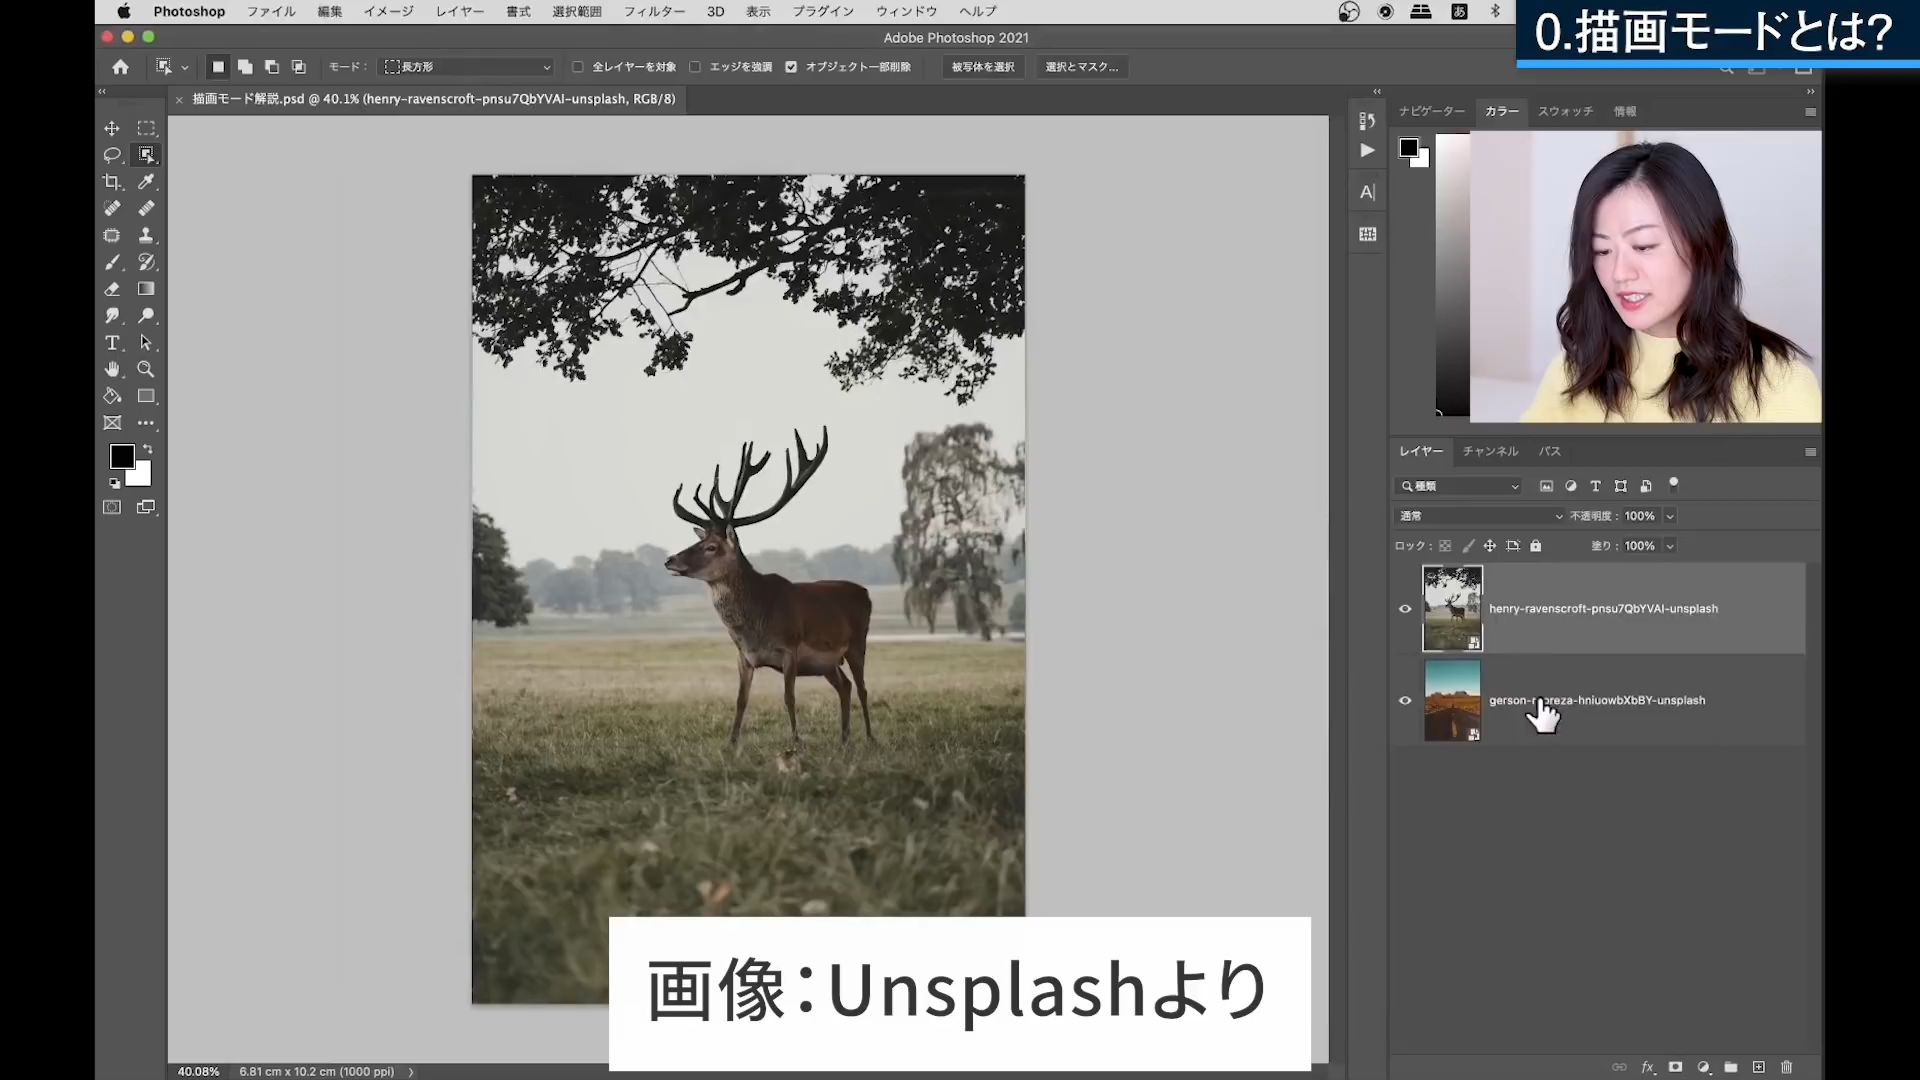 Photoshop ファイル 編集 イメージ レイヤー 書式 選択範囲 フィルター 3D 表示 プラグイン ウィンドウ ヘルプ
あ
0.描画モードとは?
Adobe Photoshop 2021
モード： 長方形 全レイヤーを対象 エッジを強調 オブジェクト一部削除 被写体を選択 選択とマスク...
描画モード解説.psd @ 40.1% (henry-ravenscroft-pnsu7QbYVAI-unsplash, RGB/8)
ナビゲーター カラー スウォッチ 情報
レイヤー チャンネル パス
種類
通常 不透明度： 100%
ロック： 塗り： 100%
henry-ravenscroft-pnsu7QbYVAI-unsplash
画像：Unsplashより
40.08% 6.81 cm x 10.2 cm (1000 ppi)